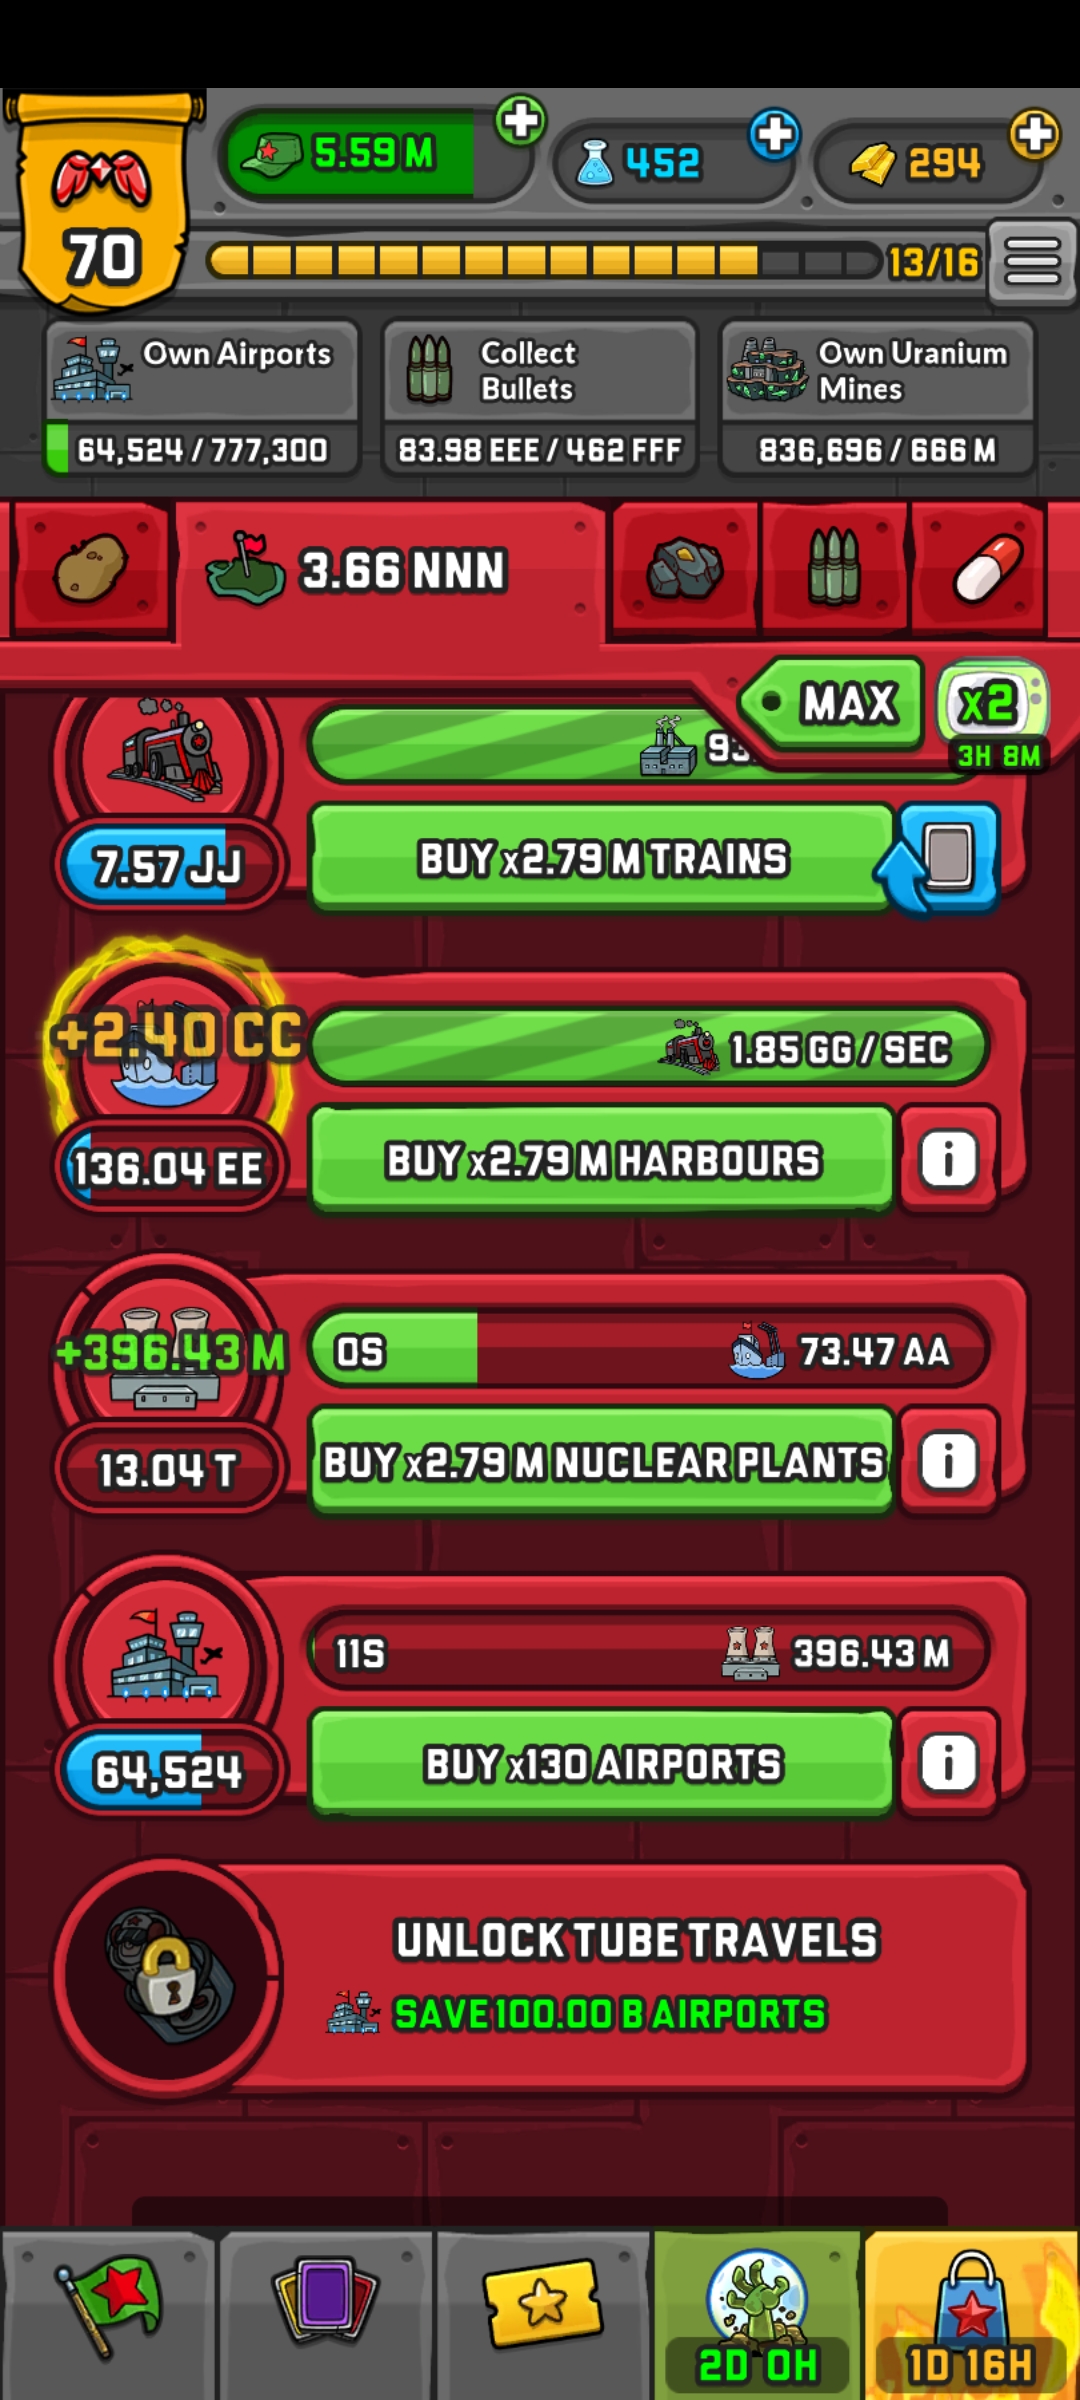 5.59 M
452
294
70
13/16
Own Airports
64,524 / 777,300
Collect
Bullets
83.98 EEE / 462 FFF
Own Uranium
Mines
836,696 / 666 M
3.66 NNN
MAX
x2
3H 8M
7.57 JJ
BUY x2.79 M TRAINS
+2.40 CC
1.85 GG / SEC
136.04 EE
BUY x2.79 M HARBOURS
i
+396.43 M
0S
73.47 AA
13.04 T
BUY x2.79 M NUCLEAR PLANTS
i
11S
396.43 M
64,524
BUY x130 AIRPORTS
i
UNLOCK TUBE TRAVELS
SAVE 100.00 B AIRPORTS
2D 0H
1D 16H